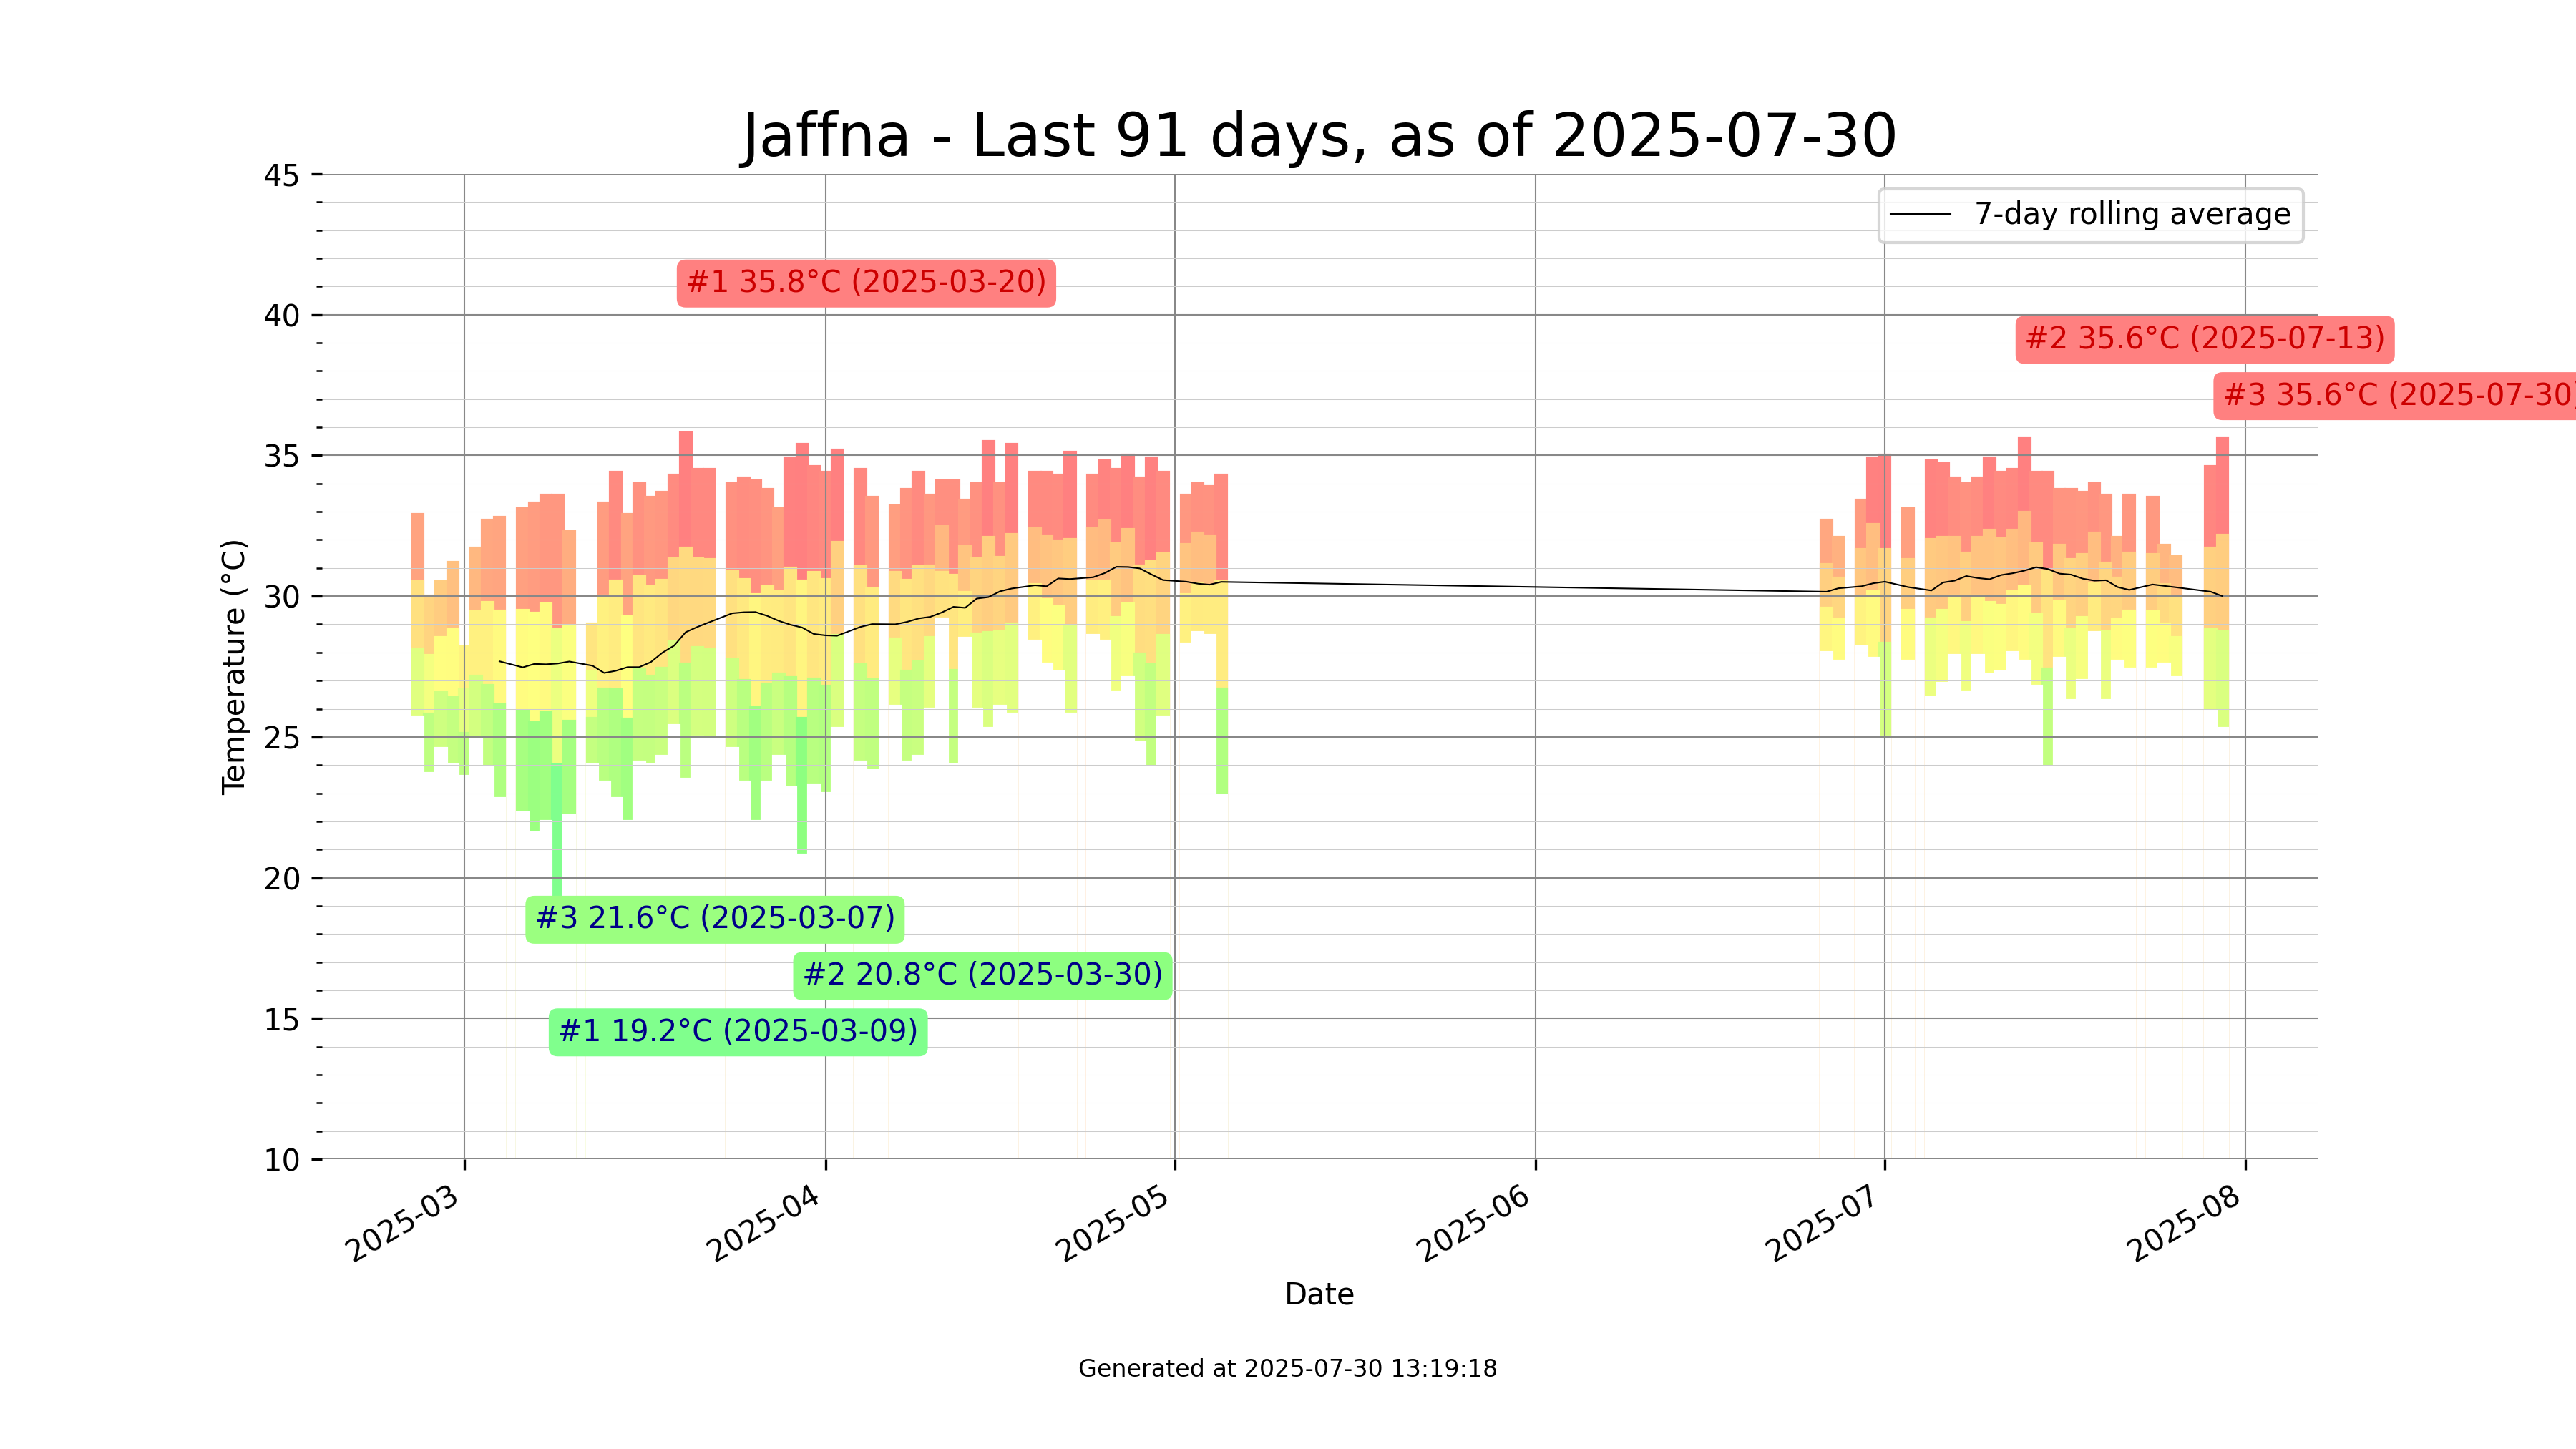 Jaffna - Last 91 days, as of 2025-07-30
45
40
35
30
25
20
15
10
Temperature (°C)
7-day rolling average
#1 35.8°C (2025-03-20)
#2 35.6°C (2025-07-13)
#3 35.6°C (2025-07-30)
#3 21.6°C (2025-03-07)
#2 20.8°C (2025-03-30)
#1 19.2°C (2025-03-09)
2025-03
2025-04
2025-05
2025-06
2025-07
2025-08
Date
Generated at 2025-07-30 13:19:18